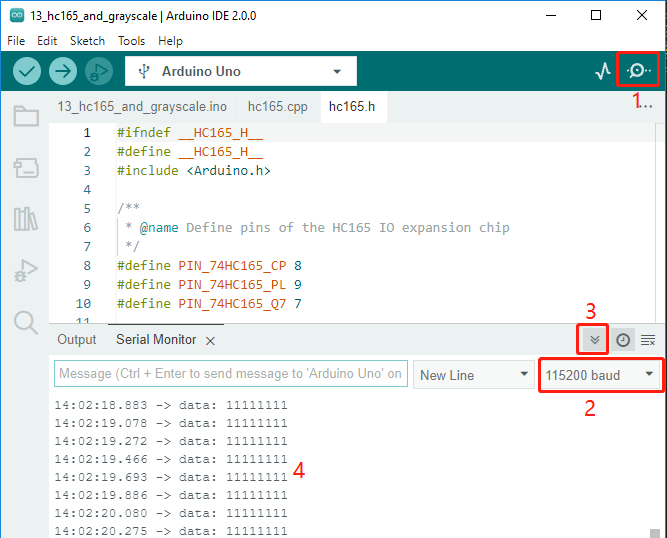 13_hc165_and_grayscale | Arduino IDE 2.0.0
File Edit Sketch Tools Help
Arduino Uno
1
13_hc165_and_grayscale.ino hc165.cpp hc165.h ...
1 #ifndef __HC165_H__
2 #define __HC165_H__
3 #include <Arduino.h>
4
5 /**
6 * @name Define pins of the HC165 IO expansion chip
7 */
8 #define PIN_74HC165_CP 8
9 #define PIN_74HC165_PL 9
10 #define PIN_74HC165_Q7 7
11
3
Output Serial Monitor
Message (Ctrl + Enter to send message to 'Arduino Uno' on New Line 115200 baud
2
14:02:18.883 -> data: 11111111
14:02:19.078 -> data: 11111111
14:02:19.272 -> data: 11111111
14:02:19.466 -> data: 11111111
14:02:19.693 -> data: 11111111
4
14:02:19.886 -> data: 11111111
14:02:20.080 -> data: 11111111
14:02:20.275 -> data: 11111111